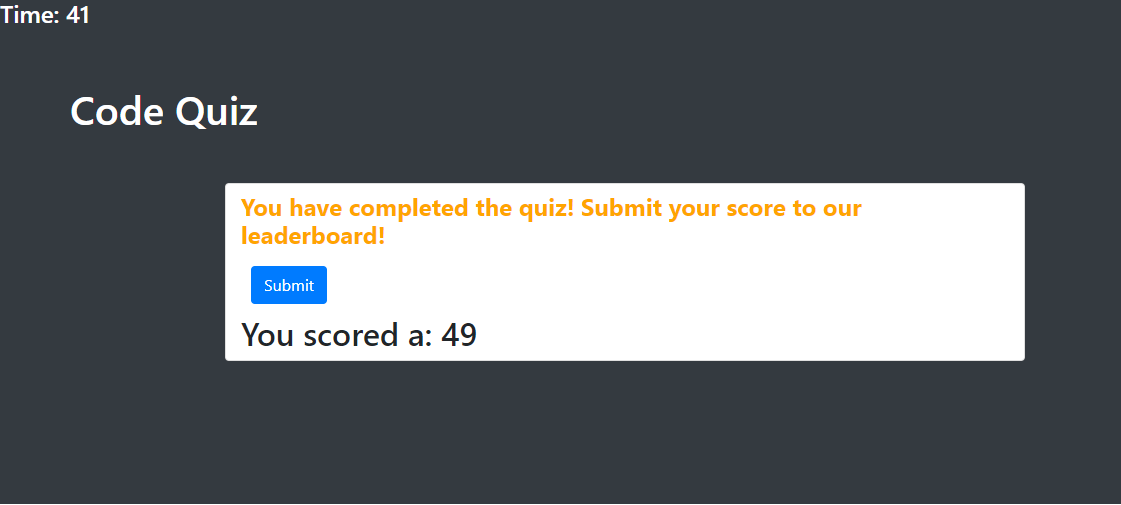 Time: 41
Code Quiz
You have completed the quiz! Submit your score to our
leaderboard!
Submit
You scored a: 49